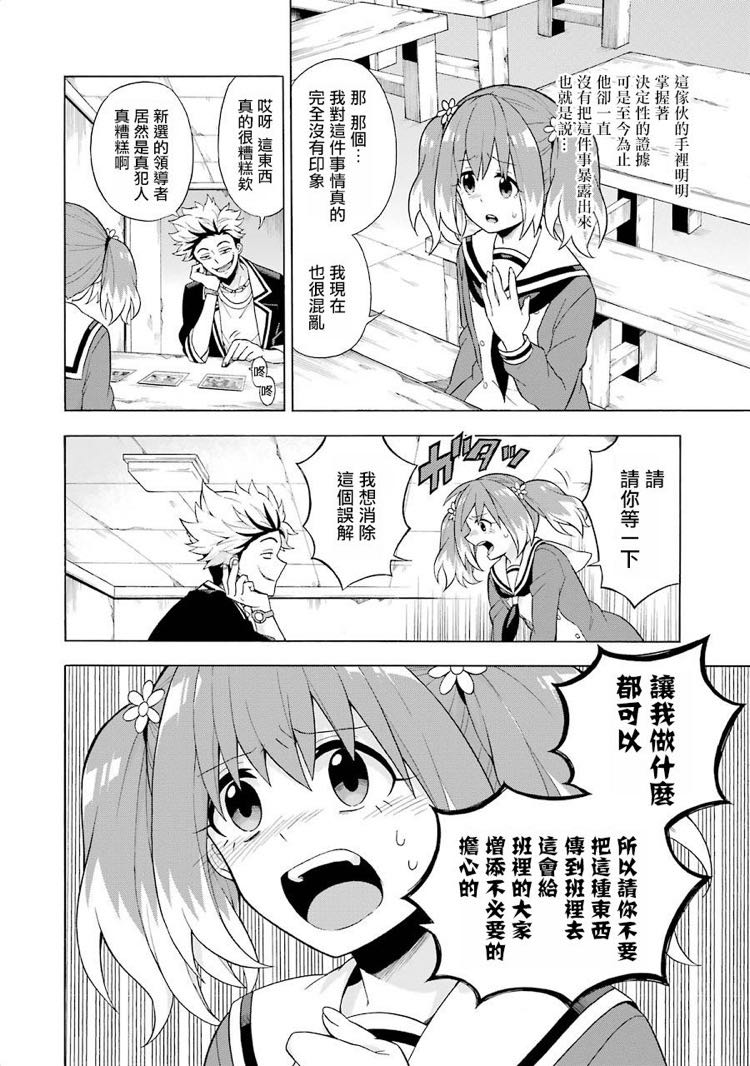 這傢伙的手裡明明
掌握著
決定性的證據
可是至今為止
他卻一直
沒有把這件事暴露出來
也就是說…
那 那個…
我對這件事情真的
完全沒有印象
我現在
也很混亂
哎呀 這東西
真的很糟糕欸
新選的領導者
居然是真犯人
真糟糕啊
咚
咚
請
請你等一下
ガタッ
我想消除
這個誤解
讓我做什麼
都可以
所以請你不要
把這種東西
傳到班裡去
這會給
班裡的大家
增添不必要的
擔心的